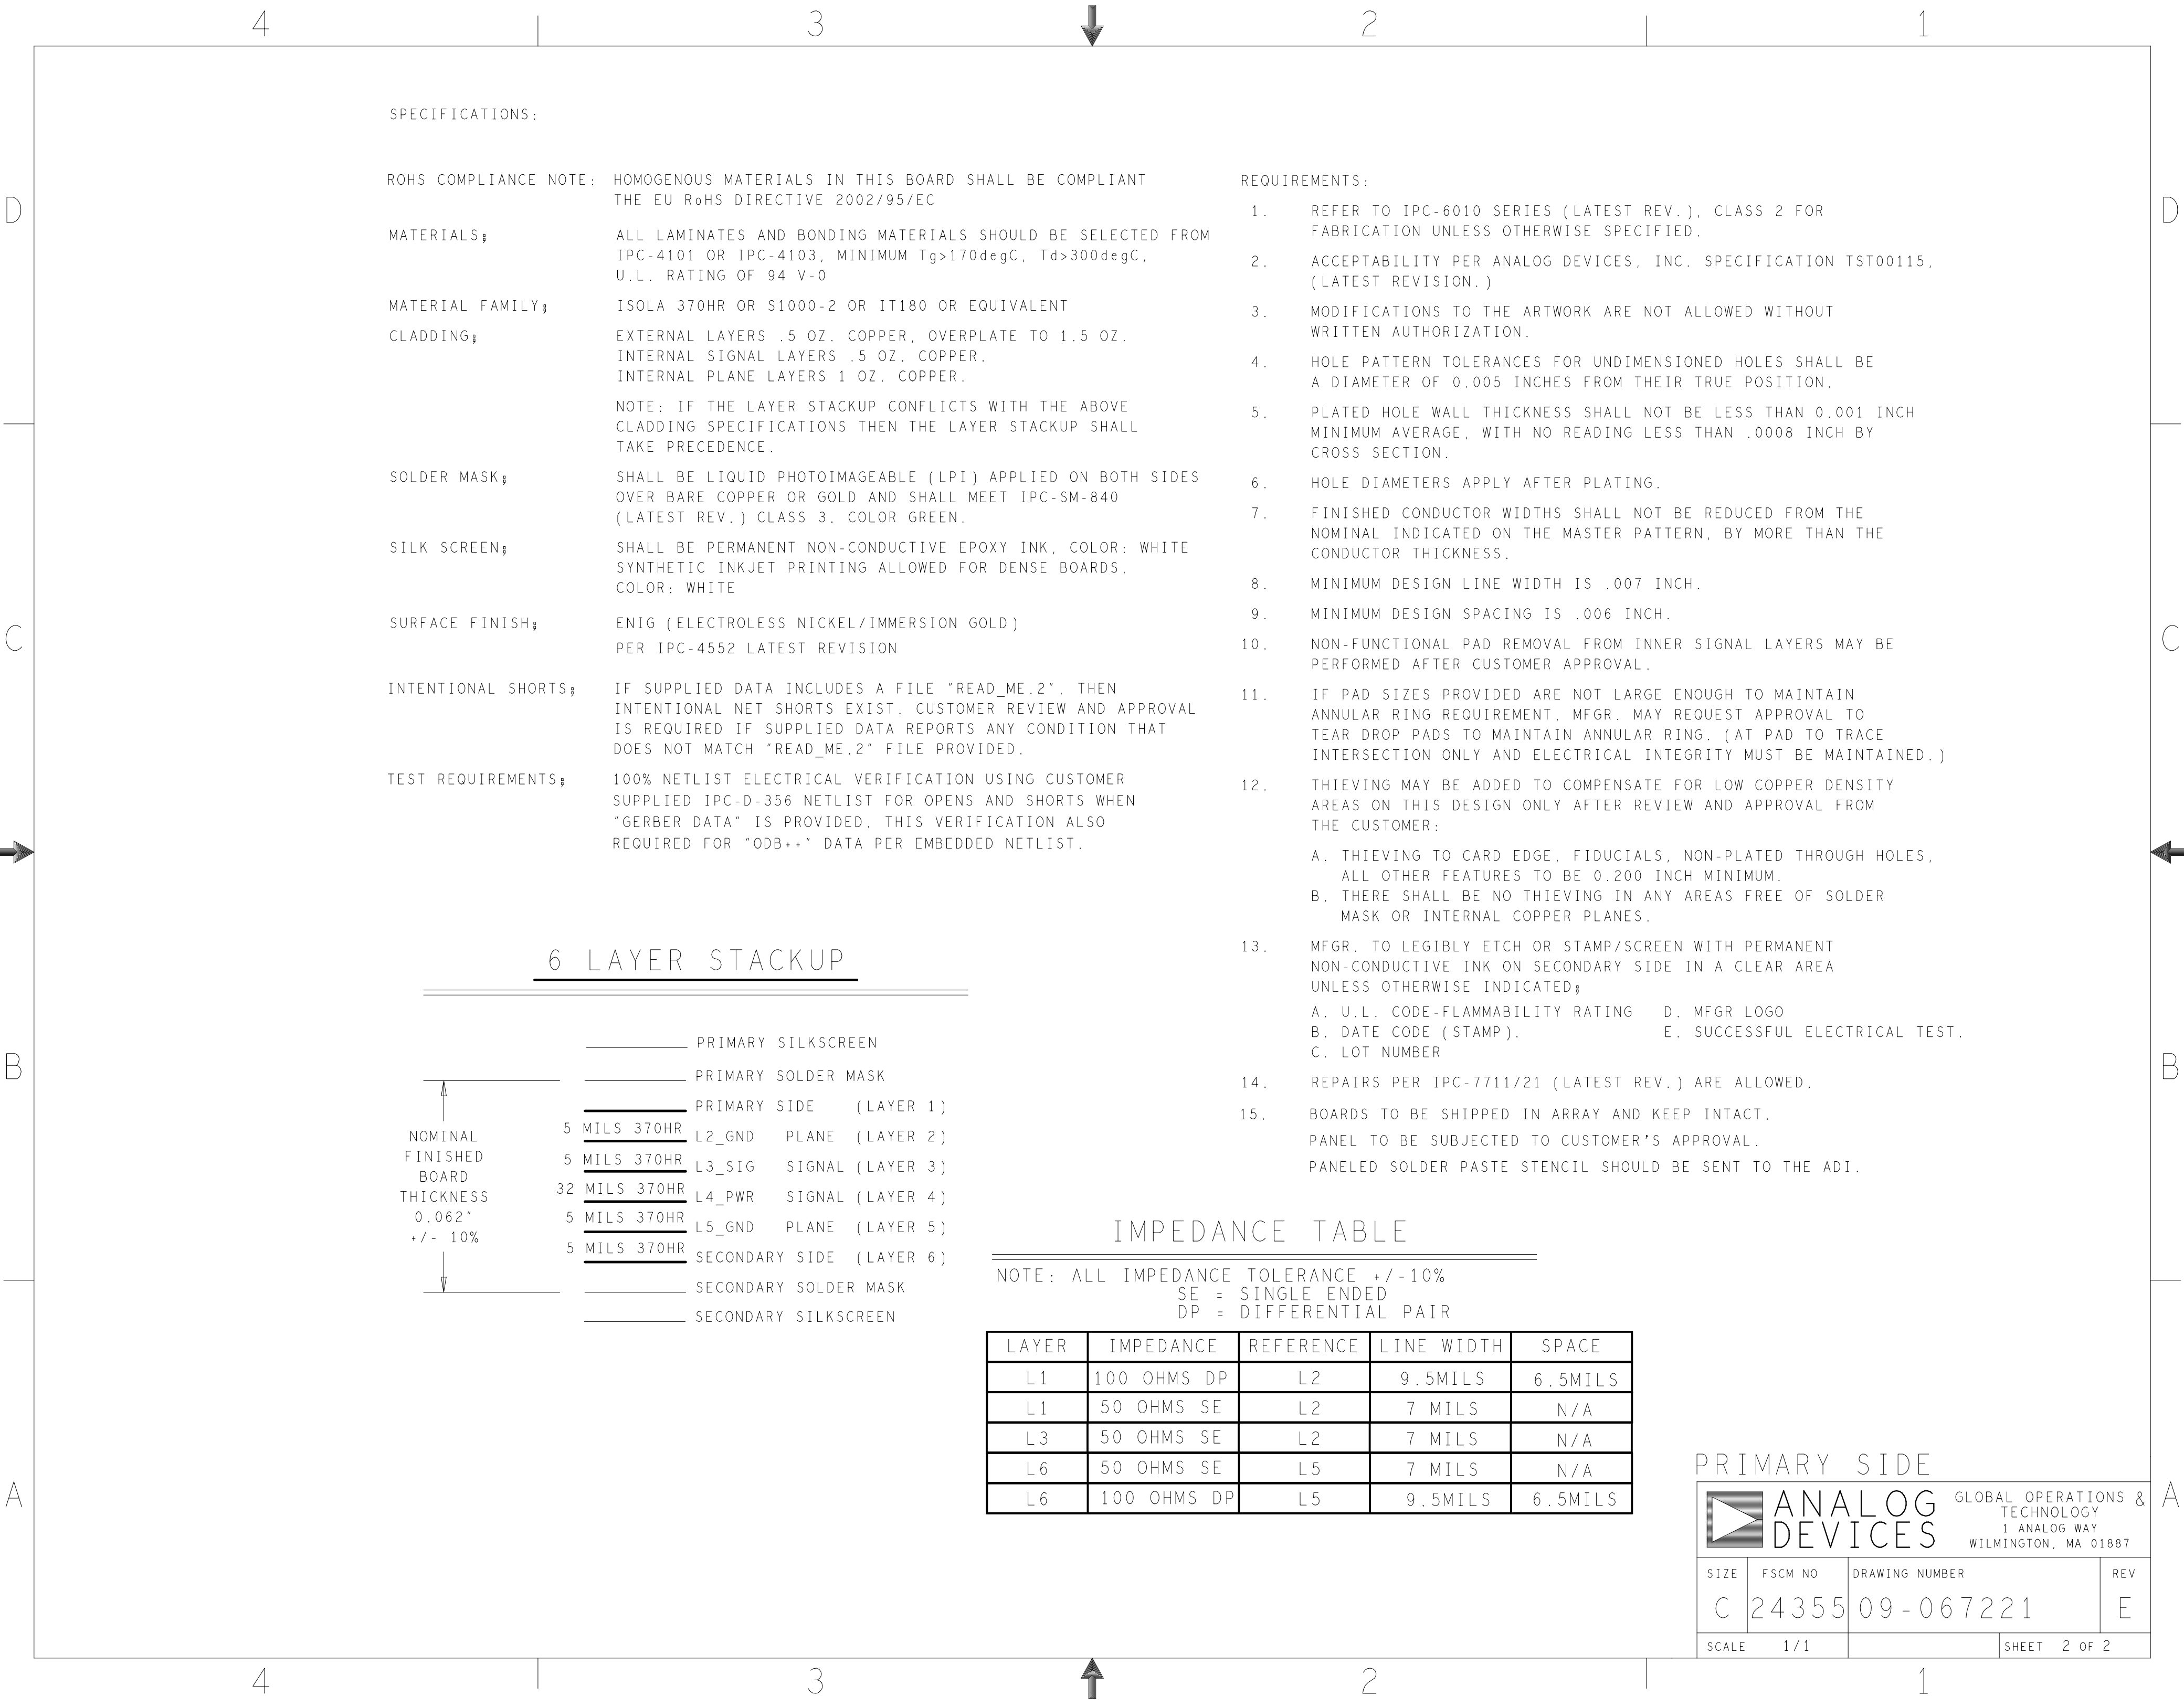 4 3 2 1
D
C
B
A
SPECIFICATIONS:
ROHS COMPLIANCE NOTE: HOMOGENOUS MATERIALS IN THIS BOARD SHALL BE COMPLIANT
THE EU RoHS DIRECTIVE 2002/95/EC
MATERIALS; ALL LAMINATES AND BONDING MATERIALS SHOULD BE SELECTED FROM
IPC-4101 OR IPC-4103, MINIMUM Tg>170degC, Td>300degC,
U.L. RATING OF 94 V-0
MATERIAL FAMILY; ISOLA 370HR OR S1000-2 OR IT180 OR EQUIVALENT
CLADDING; EXTERNAL LAYERS .5 OZ. COPPER, OVERPLATE TO 1.5 OZ.
INTERNAL SIGNAL LAYERS .5 OZ. COPPER.
INTERNAL PLANE LAYERS 1 OZ. COPPER.
NOTE: IF THE LAYER STACKUP CONFLICTS WITH THE ABOVE
CLADDING SPECIFICATIONS THEN THE LAYER STACKUP SHALL
TAKE PRECEDENCE.
SOLDER MASK; SHALL BE LIQUID PHOTOIMAGEABLE (LPI) APPLIED ON BOTH SIDES
OVER BARE COPPER OR GOLD AND SHALL MEET IPC-SM-840
(LATEST REV.) CLASS 3. COLOR GREEN.
SILK SCREEN; SHALL BE PERMANENT NON-CONDUCTIVE EPOXY INK, COLOR: WHITE
SYNTHETIC INKJET PRINTING ALLOWED FOR DENSE BOARDS,
COLOR: WHITE
SURFACE FINISH; ENIG (ELECTROLESS NICKEL/IMMERSION GOLD)
PER IPC-4552 LATEST REVISION
INTENTIONAL SHORTS; IF SUPPLIED DATA INCLUDES A FILE "READ_ME.2", THEN
INTENTIONAL NET SHORTS EXIST. CUSTOMER REVIEW AND APPROVAL
IS REQUIRED IF SUPPLIED DATA REPORTS ANY CONDITION THAT
DOES NOT MATCH "READ_ME.2" FILE PROVIDED.
TEST REQUIREMENTS; 100% NETLIST ELECTRICAL VERIFICATION USING CUSTOMER
SUPPLIED IPC-D-356 NETLIST FOR OPENS AND SHORTS WHEN
"GERBER DATA" IS PROVIDED. THIS VERIFICATION ALSO
REQUIRED FOR "ODB++" DATA PER EMBEDDED NETLIST.
REQUIREMENTS:
1. REFER TO IPC-6010 SERIES (LATEST REV.), CLASS 2 FOR
FABRICATION UNLESS OTHERWISE SPECIFIED.
2. ACCEPTABILITY PER ANALOG DEVICES, INC. SPECIFICATION TST00115,
(LATEST REVISION.)
3. MODIFICATIONS TO THE ARTWORK ARE NOT ALLOWED WITHOUT
WRITTEN AUTHORIZATION.
4. HOLE PATTERN TOLERANCES FOR UNDIMENSIONED HOLES SHALL BE
A DIAMETER OF 0.005 INCHES FROM THEIR TRUE POSITION.
5. PLATED HOLE WALL THICKNESS SHALL NOT BE LESS THAN 0.001 INCH
MINIMUM AVERAGE, WITH NO READING LESS THAN .0008 INCH BY
CROSS SECTION.
6. HOLE DIAMETERS APPLY AFTER PLATING.
7. FINISHED CONDUCTOR WIDTHS SHALL NOT BE REDUCED FROM THE
NOMINAL INDICATED ON THE MASTER PATTERN, BY MORE THAN THE
CONDUCTOR THICKNESS.
8. MINIMUM DESIGN LINE WIDTH IS .007 INCH.
9. MINIMUM DESIGN SPACING IS .006 INCH.
10. NON-FUNCTIONAL PAD REMOVAL FROM INNER SIGNAL LAYERS MAY BE
PERFORMED AFTER CUSTOMER APPROVAL.
11. IF PAD SIZES PROVIDED ARE NOT LARGE ENOUGH TO MAINTAIN
ANNULAR RING REQUIREMENT, MFGR. MAY REQUEST APPROVAL TO
TEAR DROP PADS TO MAINTAIN ANNULAR RING. (AT PAD TO TRACE
INTERSECTION ONLY AND ELECTRICAL INTEGRITY MUST BE MAINTAINED.)
12. THIEVING MAY BE ADDED TO COMPENSATE FOR LOW COPPER DENSITY
AREAS ON THIS DESIGN ONLY AFTER REVIEW AND APPROVAL FROM
THE CUSTOMER:
A. THIEVING TO CARD EDGE, FIDUCIALS, NON-PLATED THROUGH HOLES,
ALL OTHER FEATURES TO BE 0.200 INCH MINIMUM.
B. THERE SHALL BE NO THIEVING IN ANY AREAS FREE OF SOLDER
MASK OR INTERNAL COPPER PLANES.
13. MFGR. TO LEGIBLY ETCH OR STAMP/SCREEN WITH PERMANENT
NON-CONDUCTIVE INK ON SECONDARY SIDE IN A CLEAR AREA
UNLESS OTHERWISE INDICATED;
A. U.L. CODE-FLAMMABILITY RATING D. MFGR LOGO
B. DATE CODE (STAMP). E. SUCCESSFUL ELECTRICAL TEST.
C. LOT NUMBER
14. REPAIRS PER IPC-7711/21 (LATEST REV.) ARE ALLOWED.
15. BOARDS TO BE SHIPPED IN ARRAY AND KEEP INTACT.
PANEL TO BE SUBJECTED TO CUSTOMER'S APPROVAL.
PANELED SOLDER PASTE STENCIL SHOULD BE SENT TO THE ADI.
6 LAYER STACKUP
PRIMARY SILKSCREEN
PRIMARY SOLDER MASK
PRIMARY SIDE (LAYER 1)
5 MILS 370HR
L2_GND PLANE (LAYER 2)
5 MILS 370HR
L3_SIG SIGNAL (LAYER 3)
32 MILS 370HR
L4_PWR SIGNAL (LAYER 4)
5 MILS 370HR
L5_GND PLANE (LAYER 5)
5 MILS 370HR
SECONDARY SIDE (LAYER 6)
SECONDARY SOLDER MASK
SECONDARY SILKSCREEN
NOMINAL
FINISHED
BOARD
THICKNESS
0.062"
+/- 10%
IMPEDANCE TABLE
NOTE: ALL IMPEDANCE TOLERANCE +/-10%
SE = SINGLE ENDED
DP = DIFFERENTIAL PAIR
LAYER IMPEDANCE REFERENCE LINE WIDTH SPACE
L1 100 OHMS DP L2 9.5MILS 6.5MILS
L1 50 OHMS SE L2 7 MILS N/A
L3 50 OHMS SE L2 7 MILS N/A
L6 50 OHMS SE L5 7 MILS N/A
L6 100 OHMS DP L5 9.5MILS 6.5MILS
PRIMARY SIDE
ANALOG
DEVICES
GLOBAL OPERATIONS &
TECHNOLOGY
1 ANALOG WAY
WILMINGTON, MA 01887
SIZE FSCM NO DRAWING NUMBER REV
C 24355 09-067221 E
SCALE 1/1 SHEET 2 OF 2
D
C
B
A
4 3 2 1